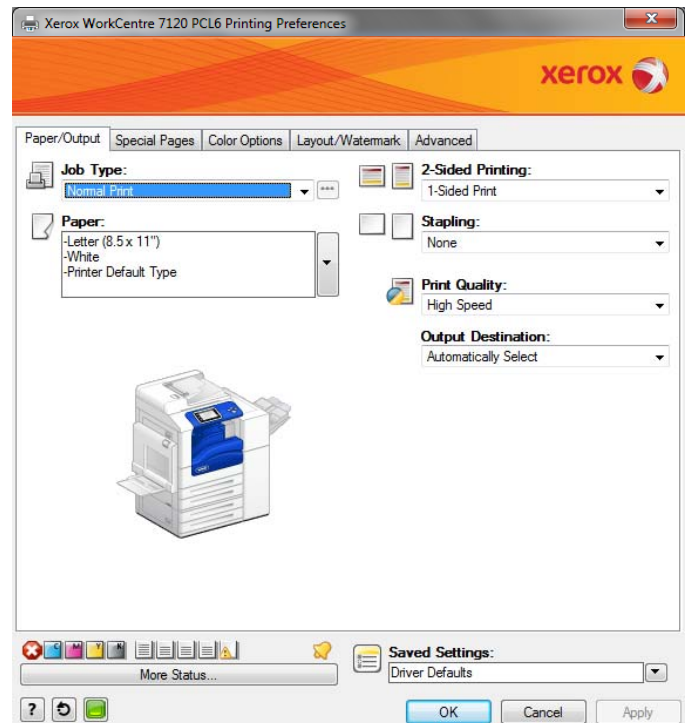 Xerox WorkCentre 7120 PCL6 Printing Preferences
xerox
Paper/Output Special Pages Color Options Layout/Watermark Advanced
Job Type:
Normal Print
Paper:
-Letter (8.5 x 11")
-White
-Printer Default Type
2-Sided Printing:
1-Sided Print
Stapling:
None
Print Quality:
High Speed
Output Destination:
Automatically Select
C M Y K
More Status...
Saved Settings:
Driver Defaults
?
OK Cancel Apply